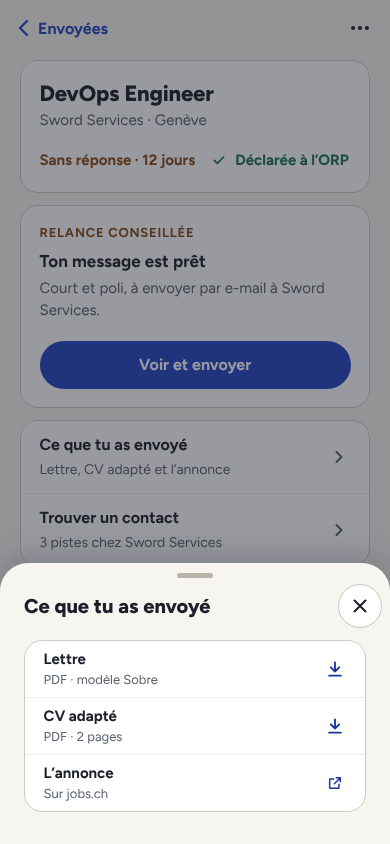 Envoyées
DevOps Engineer
Sword Services · Genève
Sans réponse · 12 jours
Déclarée à l’ORP
RELANCE CONSEILLÉE
Ton message est prêt
Court et poli, à envoyer par e-mail à Sword
Services.
Voir et envoyer
Ce que tu as envoyé
Lettre, CV adapté et l’annonce
Trouver un contact
3 pistes chez Sword Services
Ce que tu as envoyé
Lettre
PDF · modèle Sobre
CV adapté
PDF · 2 pages
L’annonce
Sur jobs.ch